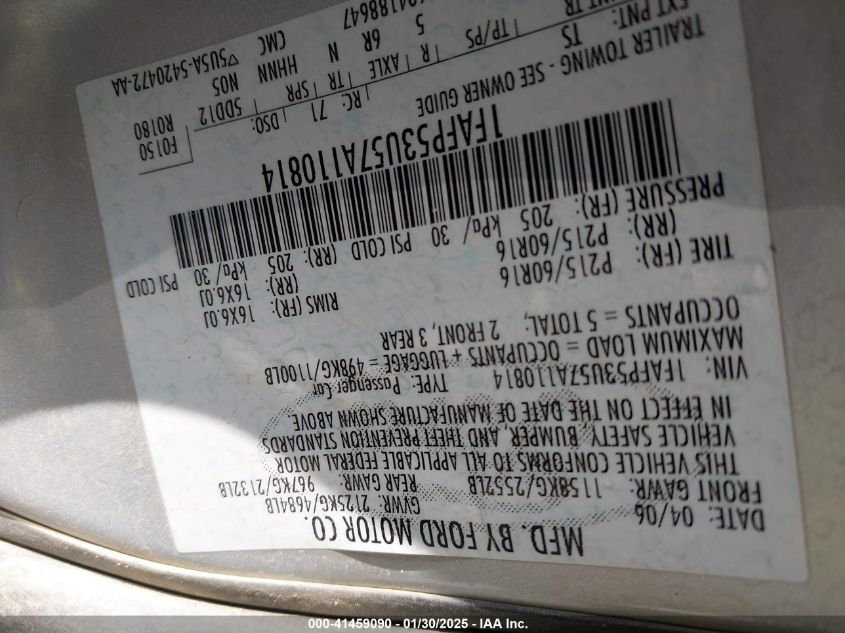 MFD. BY FORD MOTOR CO.
DATE: 04/06
GVWR: 2125KG/4684LB
FRONT GAWR: 1158KG/2552LB
REAR GAWR: 967KG/2132LB
THIS VEHICLE CONFORMS TO ALL APPLICABLE FEDERAL MOTOR
VEHICLE SAFETY, BUMPER, AND THEFT PREVENTION STANDARDS
IN EFFECT ON THE DATE OF MANUFACTURE SHOWN ABOVE
VIN: 1FAFP53U57A110814 TYPE: Passenger Car
MAXIMUM LOAD = OCCUPANTS + LUGGAGE = 498KG/1100LB
OCCUPANTS = 5 TOTAL; 2 FRONT, 3 REAR
TIRE (FR): P215/60R16 RIMS (FR): 16X6.0J
(RR): P215/60R16 (RR): 16X6.0J
PRESSURE (FR): 205 kPa/ 30 PSI COLD (RR): 205 kPa/ 30 PSI COLD
1FAFP53U57A110814
TRAILER TOWING - SEE OWNER GUIDE
F0150
R0180
EXT PNT: TS RC: 71 DSO: 5DD12
TP/PS R AXLE TR SPR
5 6R N HHNN N05
CMC
▽5U5A-5420472-AA
000-41459090 - 01/30/2025 - IAA Inc.